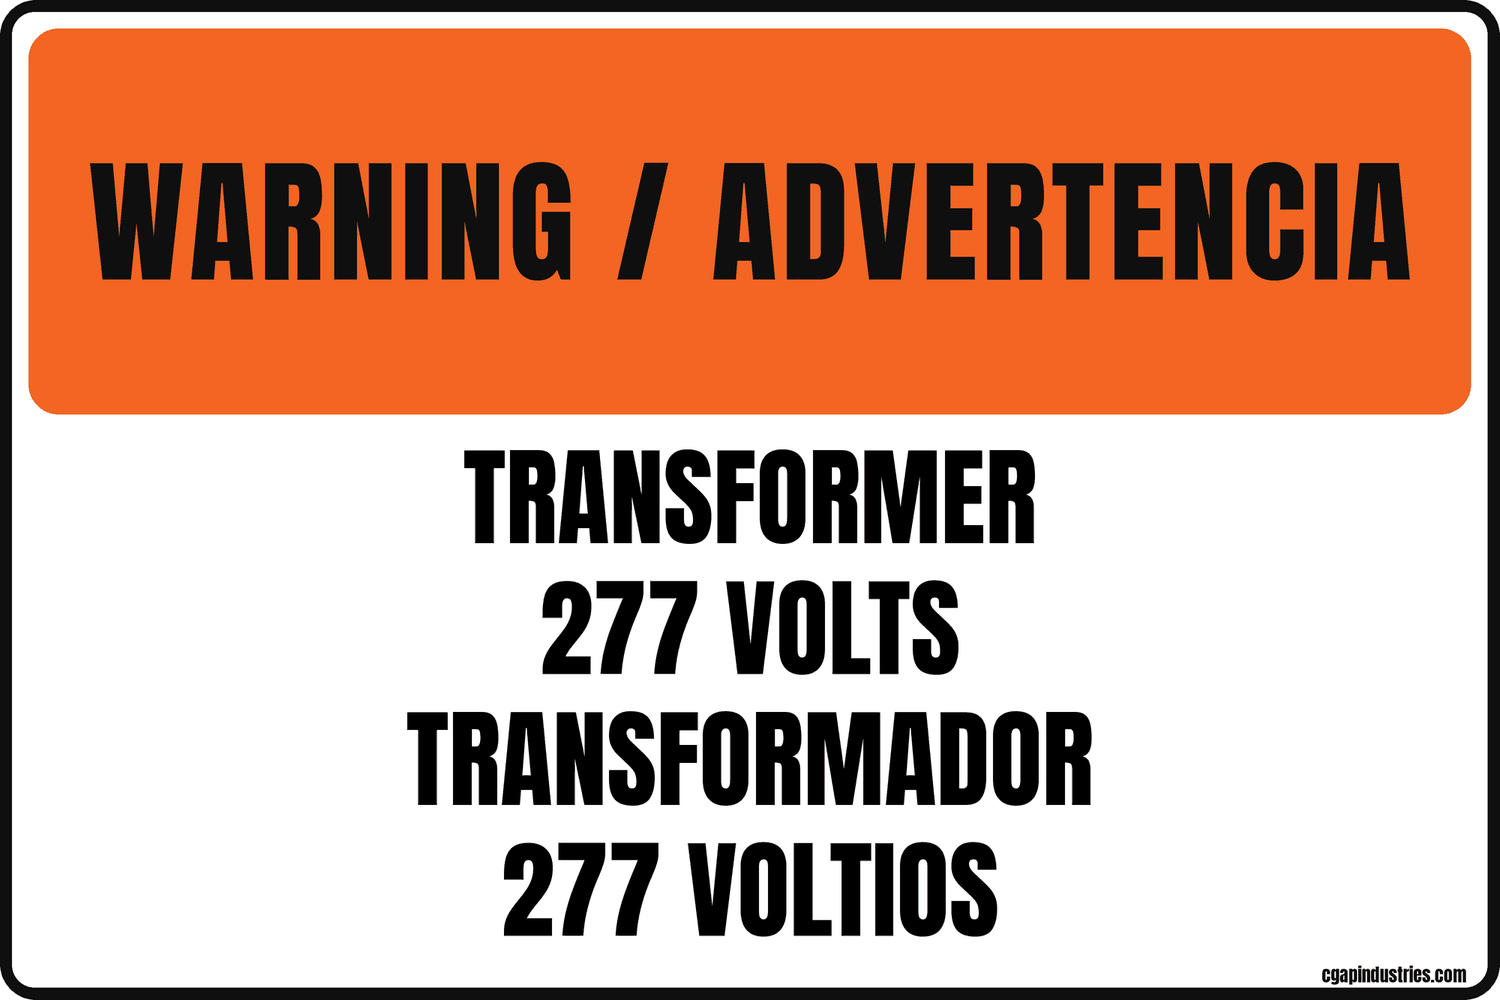 WARNING / ADVERTENCIA
TRANSFORMER
277 VOLTS
TRANSFORMADOR
277 VOLTIOS
cgapindustries.com